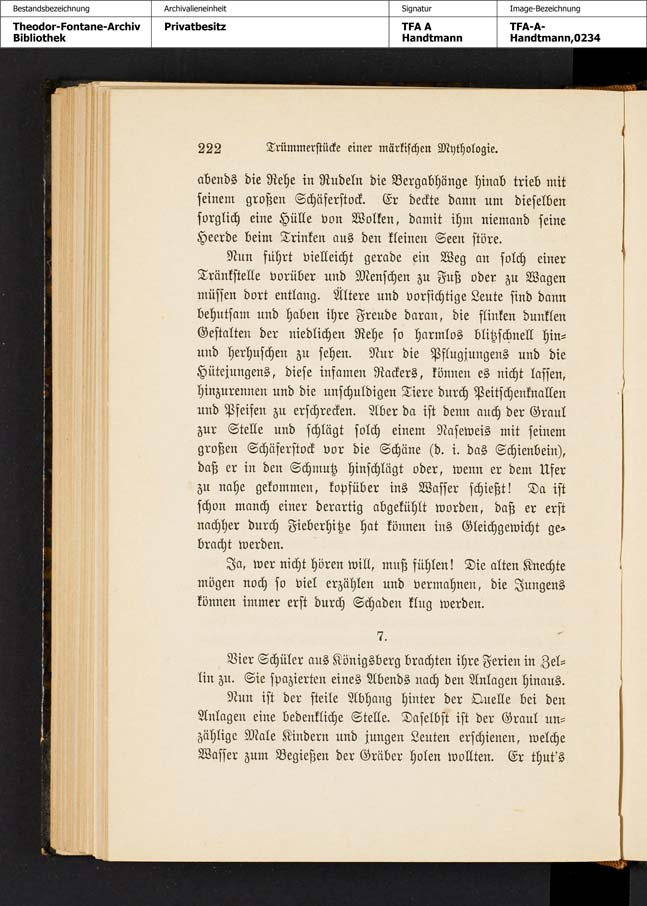 Bestandsbezeichnung
Theodor-Fontane-Archiv
Bibliothek
Archivalieneinheit
Privatbesitz
Signatur
TFA A
Handtmann
Image-Bezeichnung
TFA-A-
Handtmann,0234
222 Trümmerstücke einer märkischen Mythologie.
abends die Rehe in Rudeln die Bergabhänge hinab trieb mit
seinem großen Schäferstock. Er deckte dann um dieselben
sorglich eine Hülle von Wolken, damit ihm niemand seine
Heerde beim Trinken aus den kleinen Seen störe.
Nun führt vielleicht gerade ein Weg an solch einer
Tränkstelle vorüber und Menschen zu Fuß oder zu Wagen
müssen dort entlang. Ältere und vorsichtige Leute sind dann
behutsam und haben ihre Freude daran, die flinken dunklen
Gestalten der niedlichen Rehe so harmlos blitzschnell hin-
und herhuschen zu sehen. Nur die Pflugjungens und die
Hütejungens, diese infamen Rackers, können es nicht lassen,
hinzurennen und die unschuldigen Tiere durch Peitschenknallen
und Pfeifen zu erschrecken. Aber da ist denn auch der Graul
zur Stelle und schlägt solch einem Naseweis mit seinem
großen Schäferstock vor die Schäne (d. i. das Schienbein),
daß er in den Schmutz hinschlägt oder, wenn er dem Ufer
zu nahe gekommen, kopfüber ins Wasser schießt! Da ist
schon manch einer derartig abgekühlt worden, daß er erst
nachher durch Fieberhitze hat können ins Gleichgewicht ge-
bracht werden.
Ja, wer nicht hören will, muß fühlen! Die alten Knechte
mögen noch so viel erzählen und vermahnen, die Jungens
können immer erst durch Schaden klug werden.
7.
Vier Schüler aus Königsberg brachten ihre Ferien in Zel-
lin zu. Sie spazierten eines Abends nach den Anlagen hinaus.
Nun ist der steile Abhang hinter der Quelle bei den
Anlagen eine bedenkliche Stelle. Daselbst ist der Graul un-
zählige Male Kindern und jungen Leuten erschienen, welche
Wasser zum Begießen der Gräber holen wollten. Er thut's